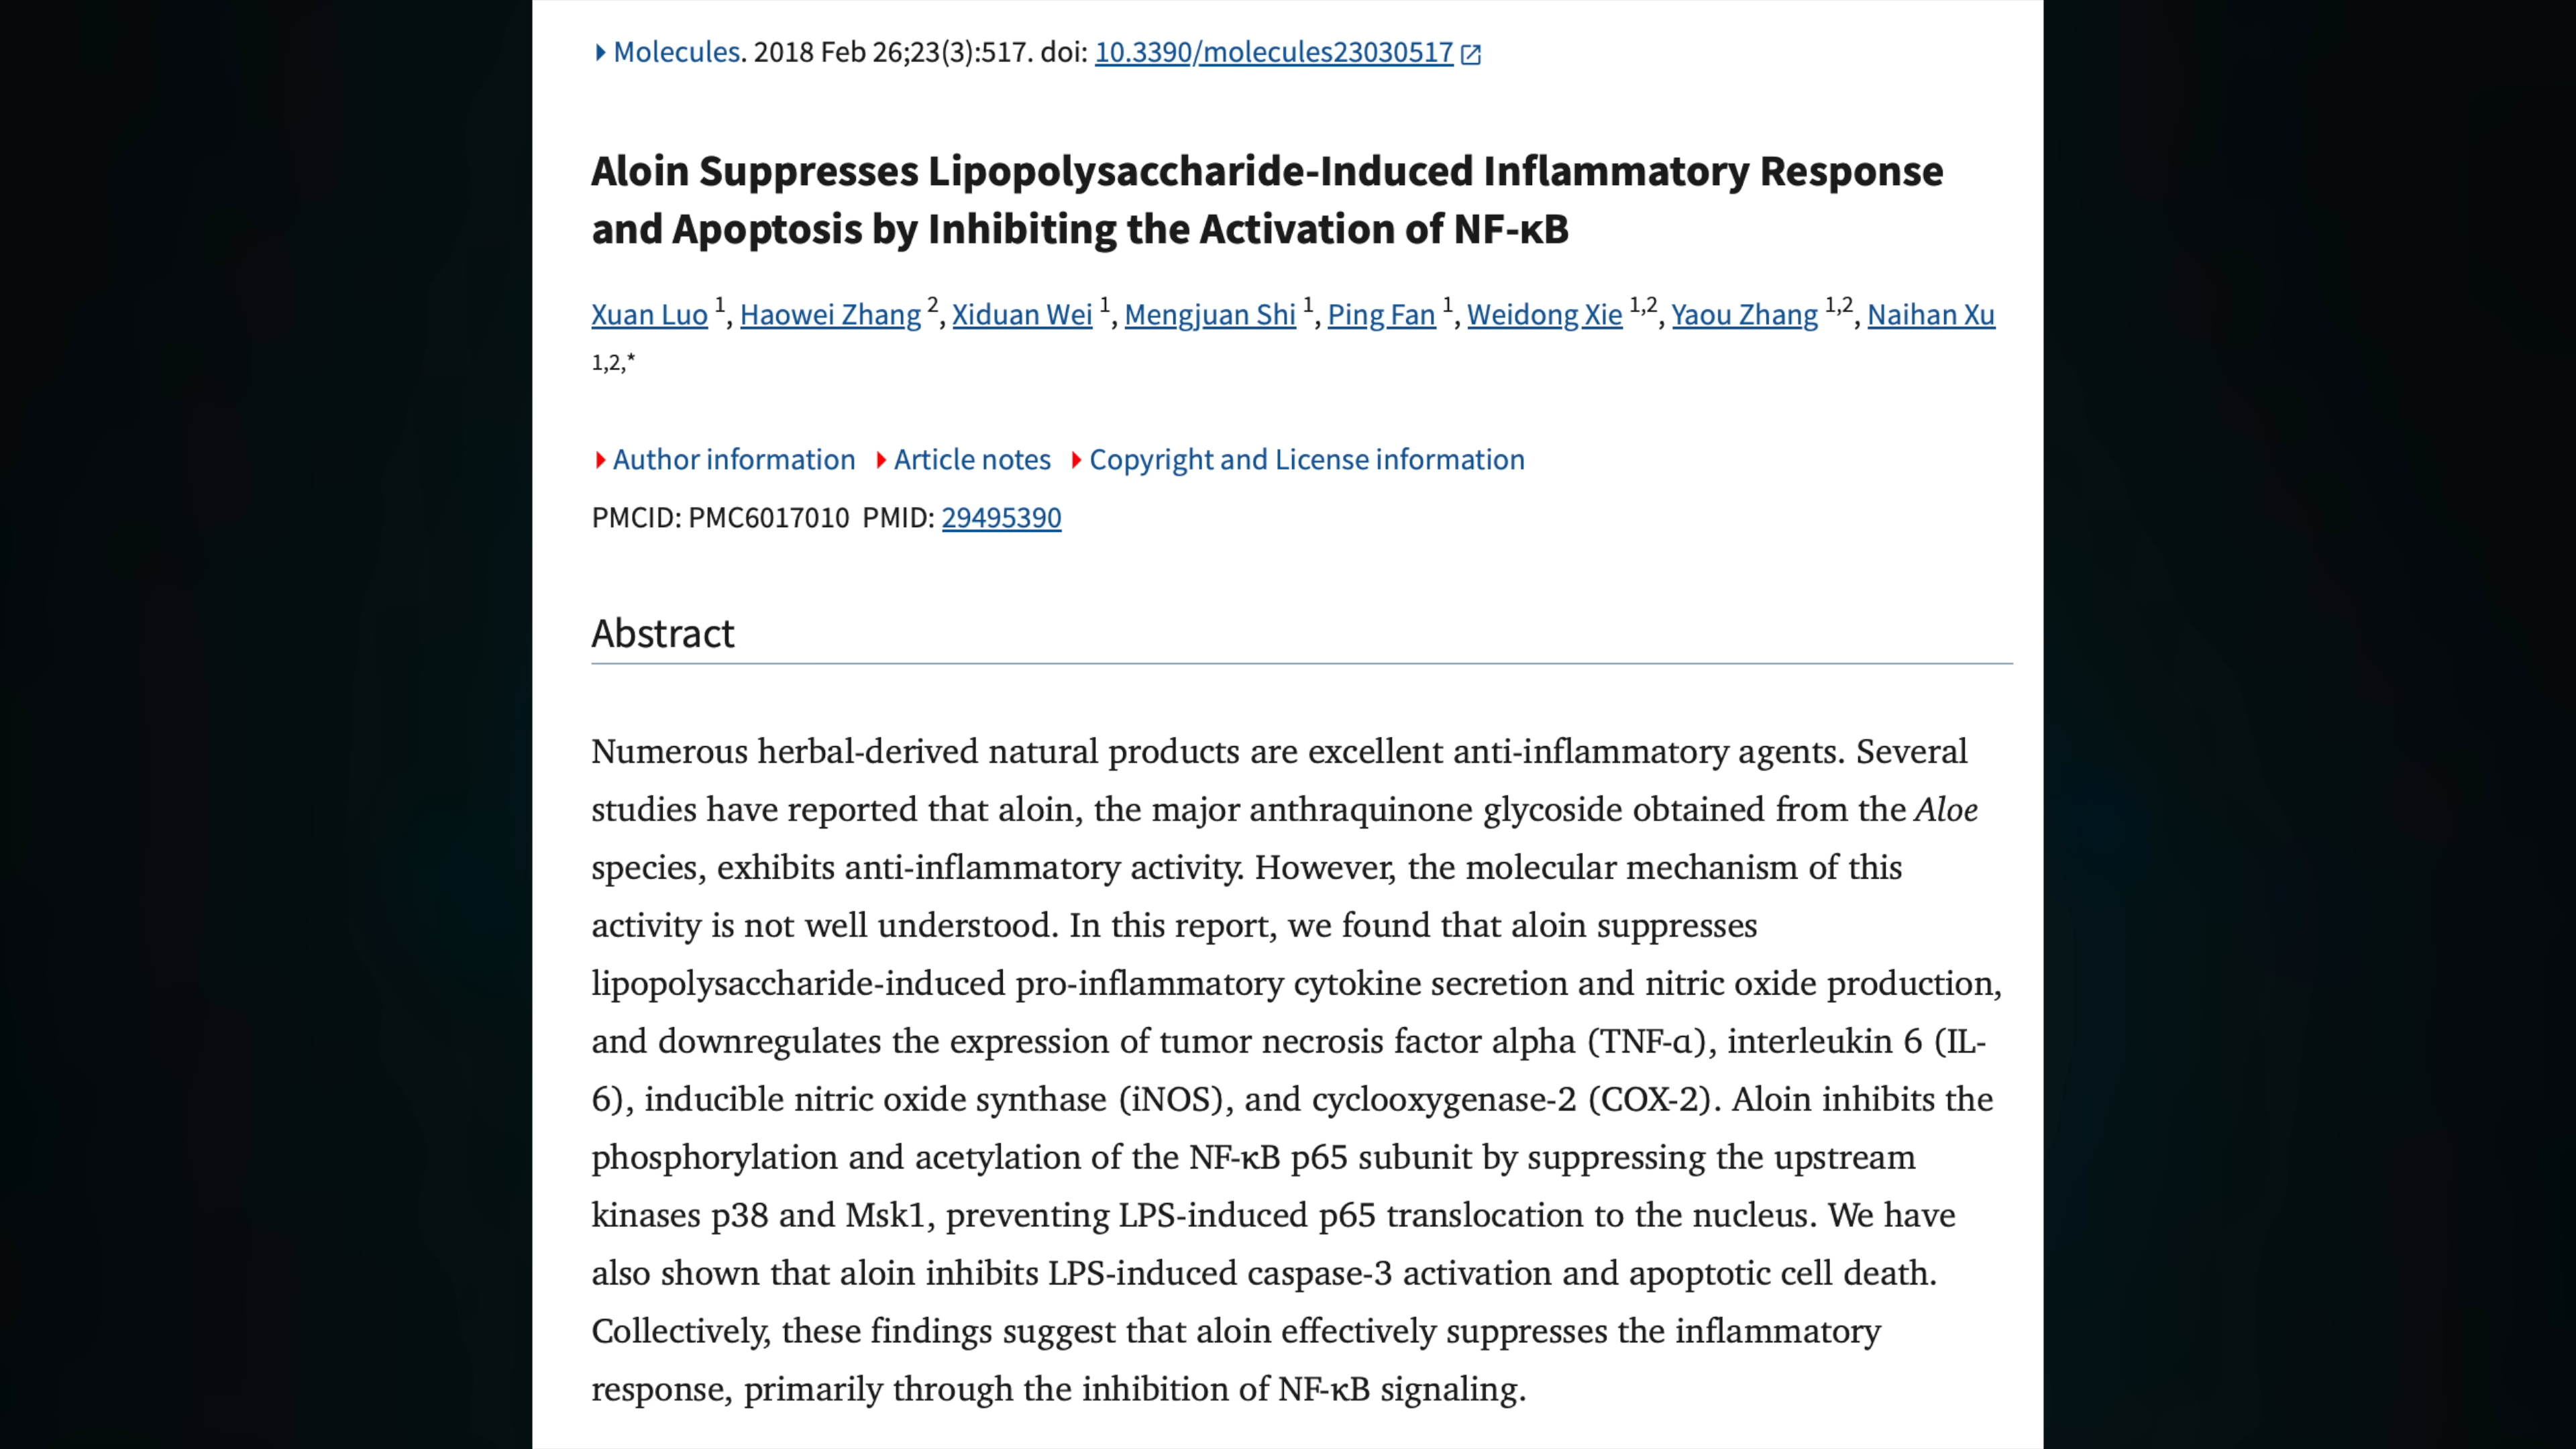 Molecules. 2018 Feb 26;23(3):517. doi: 10.3390/molecules23030517
Aloin Suppresses Lipopolysaccharide-Induced Inflammatory Response
and Apoptosis by Inhibiting the Activation of NF-κB
Xuan Luo 1, Haowei Zhang 2, Xiduan Wei 1, Mengjuan Shi 1, Ping Fan 1, Weidong Xie 1,2, Yaou Zhang 1,2, Naihan Xu
1,2,*
Author information Article notes Copyright and License information
PMCID: PMC6017010 PMID: 29495390
Abstract
Numerous herbal-derived natural products are excellent anti-inflammatory agents. Several
studies have reported that aloin, the major anthraquinone glycoside obtained from the Aloe
species, exhibits anti-inflammatory activity. However, the molecular mechanism of this
activity is not well understood. In this report, we found that aloin suppresses
lipopolysaccharide-induced pro-inflammatory cytokine secretion and nitric oxide production,
and downregulates the expression of tumor necrosis factor alpha (TNF-α), interleukin 6 (IL-
6), inducible nitric oxide synthase (iNOS), and cyclooxygenase-2 (COX-2). Aloin inhibits the
phosphorylation and acetylation of the NF-κB p65 subunit by suppressing the upstream
kinases p38 and Msk1, preventing LPS-induced p65 translocation to the nucleus. We have
also shown that aloin inhibits LPS-induced caspase-3 activation and apoptotic cell death.
Collectively, these findings suggest that aloin effectively suppresses the inflammatory
response, primarily through the inhibition of NF-κB signaling.